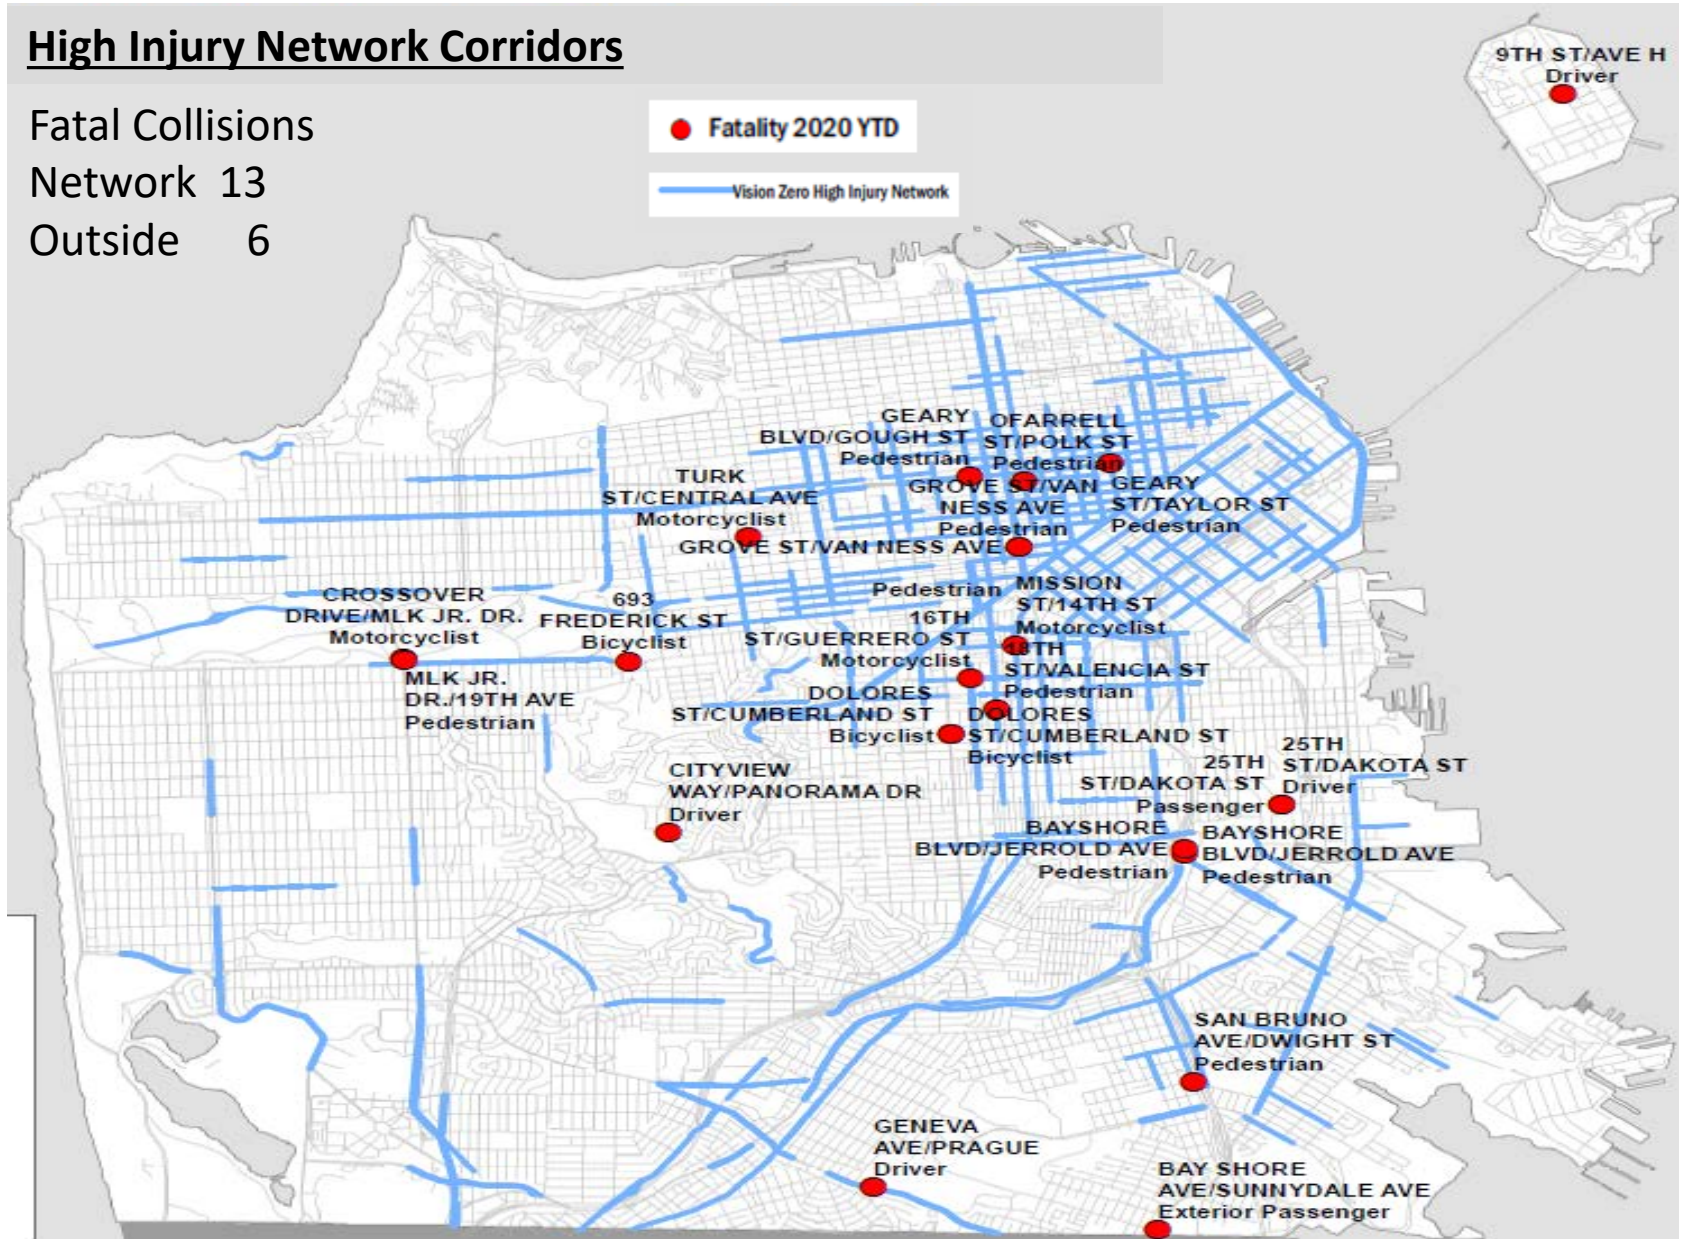 High Injury Network Corridors
Fatal Collisions
Network 13
Outside 6
Fatality 2020 YTD
Vision Zero High Injury Network
9TH ST/AVE H
Driver
GEARY
BLVD/GOUGH ST
Pedestrian
OFARRELL
ST/POLK ST
Pedestrian
TURK
ST/CENTRAL AVE
Motorcyclist
GROVE ST/VAN
NESS AVE
Pedestrian
GEARY
ST/TAYLOR ST
Pedestrian
GROVE ST/VAN NESS AVE
Pedestrian
CROSSOVER
DRIVE/MLK JR. DR.
Motorcyclist
693
FREDERICK ST
Bicyclist
MISSION
ST/14TH ST
Motorcyclist
16TH
ST/GUERRERO ST
Motorcyclist
18TH
ST/VALENCIA ST
Pedestrian
MLK JR.
DR./19TH AVE
Pedestrian
DOLORES
ST/CUMBERLAND ST
Bicyclist
DOLORES
ST/CUMBERLAND ST
Bicyclist
CITYVIEW
WAY/PANORAMA DR
Driver
25TH
ST/DAKOTA ST
Passenger
25TH
ST/DAKOTA ST
Driver
BAYSHORE
BLVD/JERROLD AVE
Pedestrian
BAYSHORE
BLVD/JERROLD AVE
Pedestrian
SAN BRUNO
AVE/DWIGHT ST
Pedestrian
GENEVA
AVE/PRAGUE
Driver
BAY SHORE
AVE/SUNNYDALE AVE
Exterior Passenger